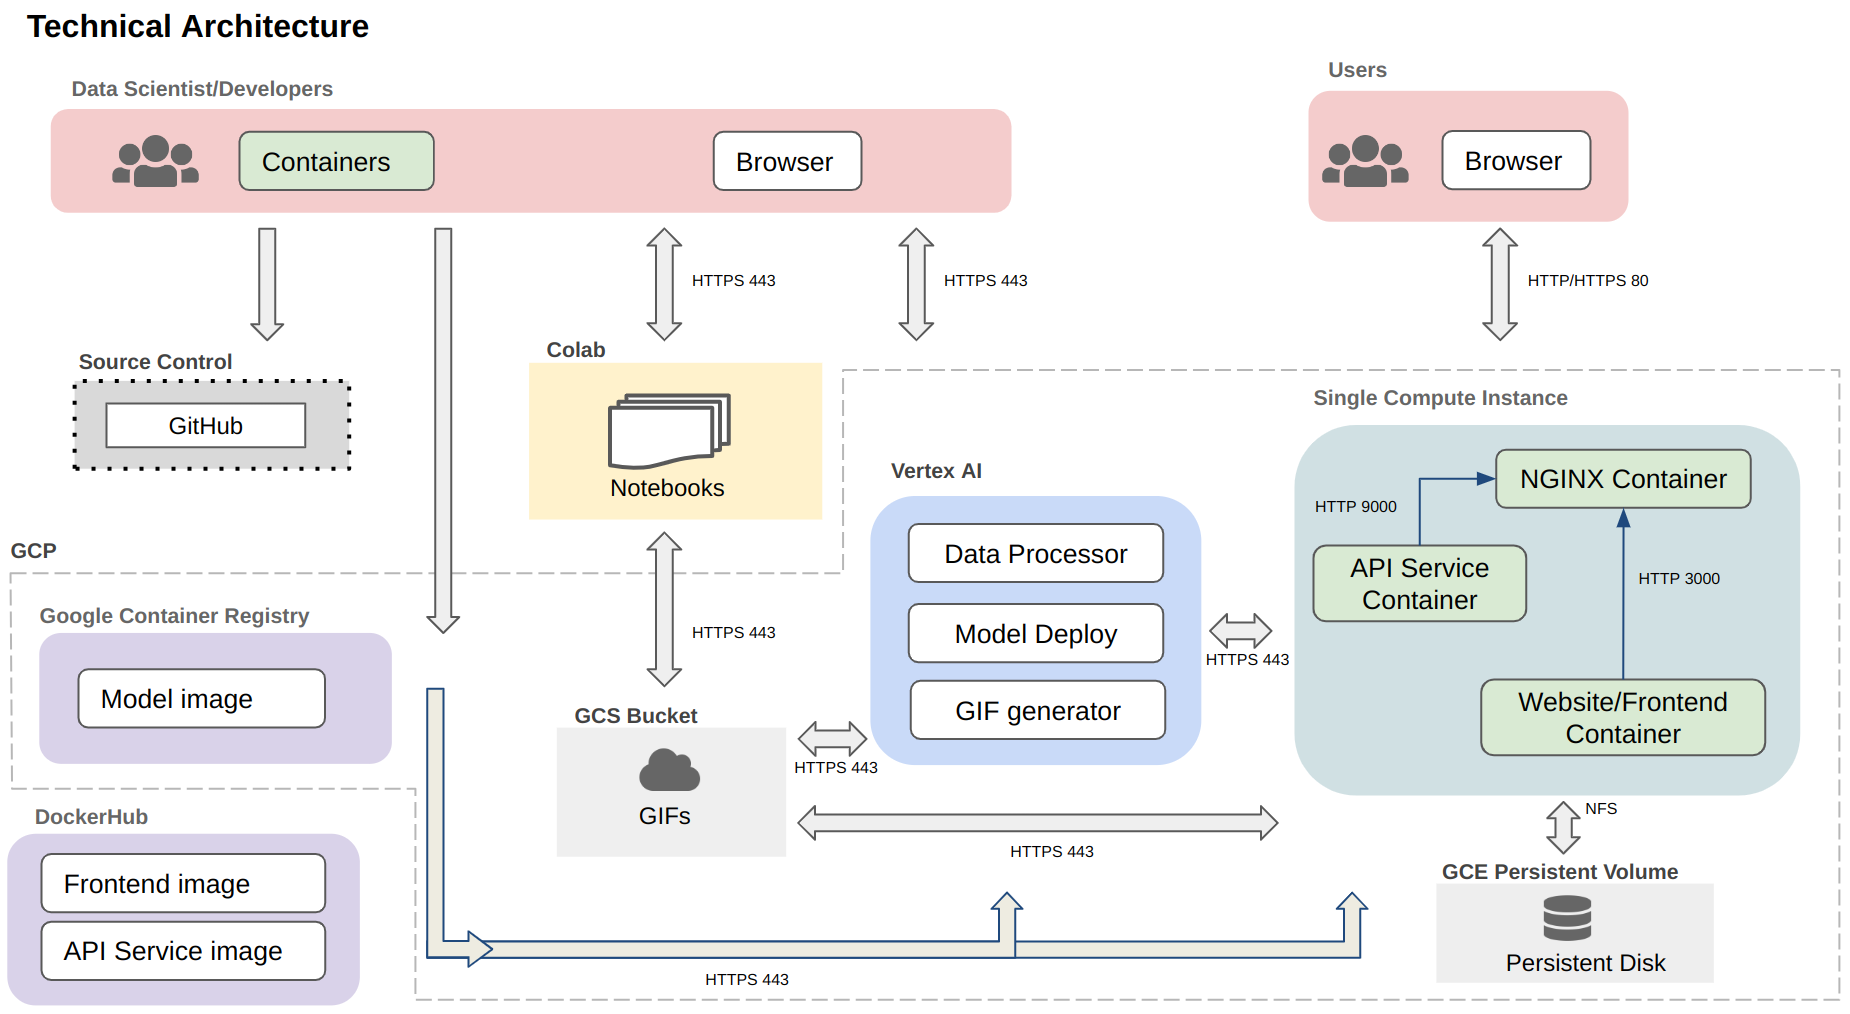 Technical Architecture
Data Scientist/Developers
Users
Containers
Browser
Browser
HTTPS 443
HTTPS 443
HTTP/HTTPS 80
Source Control
GitHub
Colab
Notebooks
Single Compute Instance
NGINX Container
HTTP 9000
API Service
Container
HTTP 3000
Website/Frontend
Container
Vertex AI
Data Processor
Model Deploy
GIF generator
HTTPS 443
GCP
Google Container Registry
Model image
HTTPS 443
GCS Bucket
GIFs
HTTPS 443
HTTPS 443
NFS
GCE Persistent Volume
Persistent Disk
DockerHub
Frontend image
API Service image
HTTPS 443